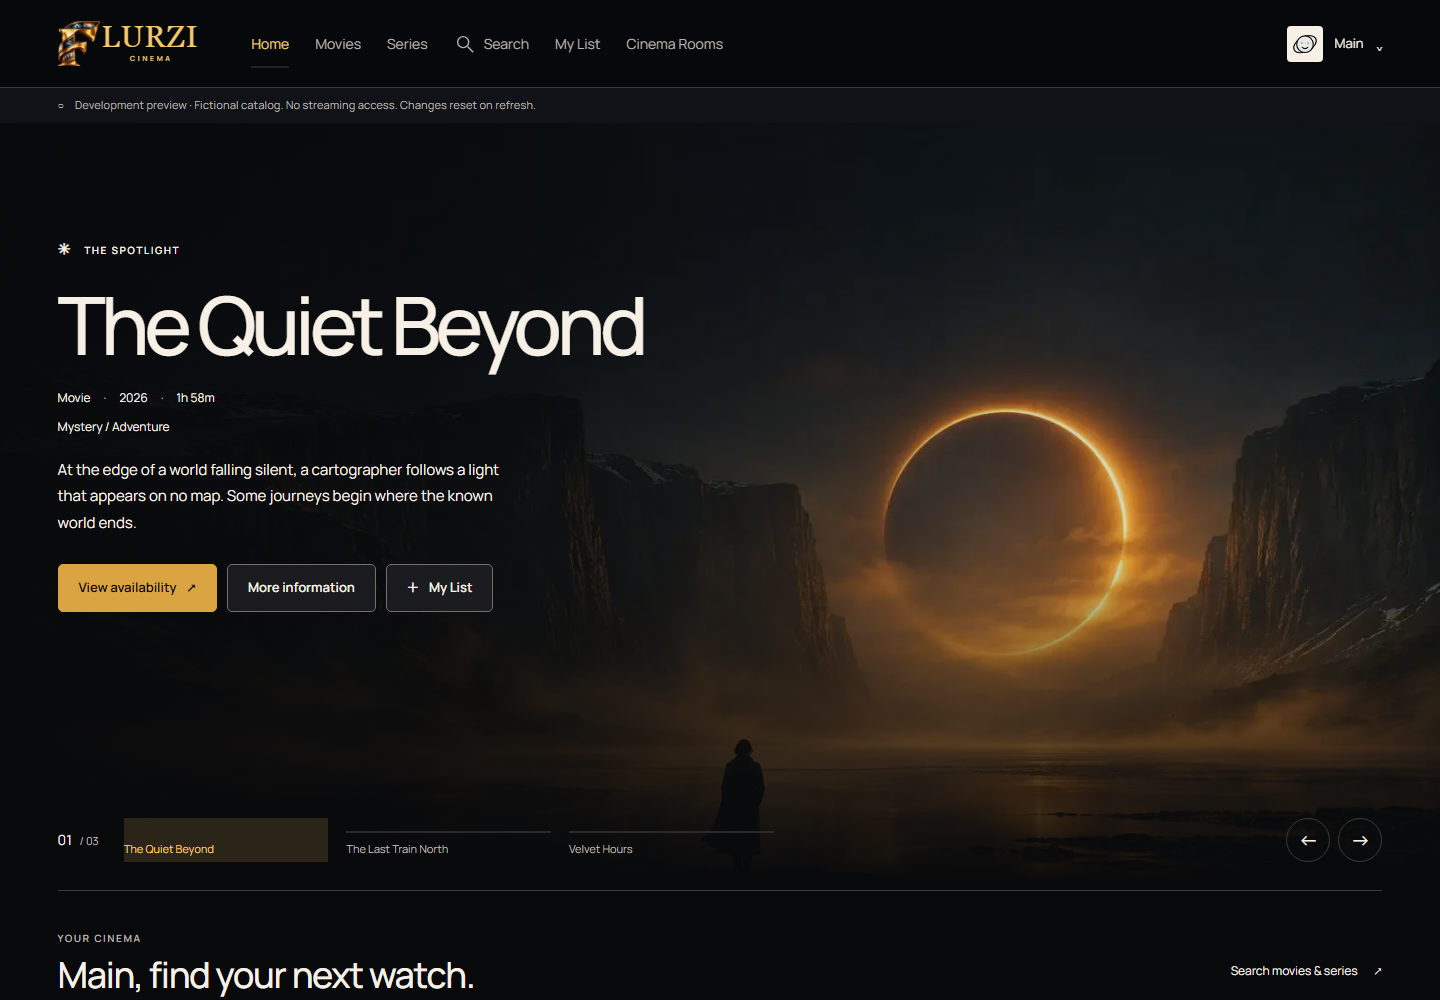 FLURZI
CINEMA
Home
Movies
Series
Search
My List
Cinema Rooms
Main
Development preview · Fictional catalog. No streaming access. Changes reset on refresh.
THE SPOTLIGHT
The Quiet Beyond
Movie · 2026 · 1h 58m
Mystery / Adventure
At the edge of a world falling silent, a cartographer follows a light
that appears on no map. Some journeys begin where the known
world ends.
View availability ↗
More information
+ My List
01 / 03
The Quiet Beyond
The Last Train North
Velvet Hours
← →
YOUR CINEMA
Main, find your next watch.
Search movies & series ↗